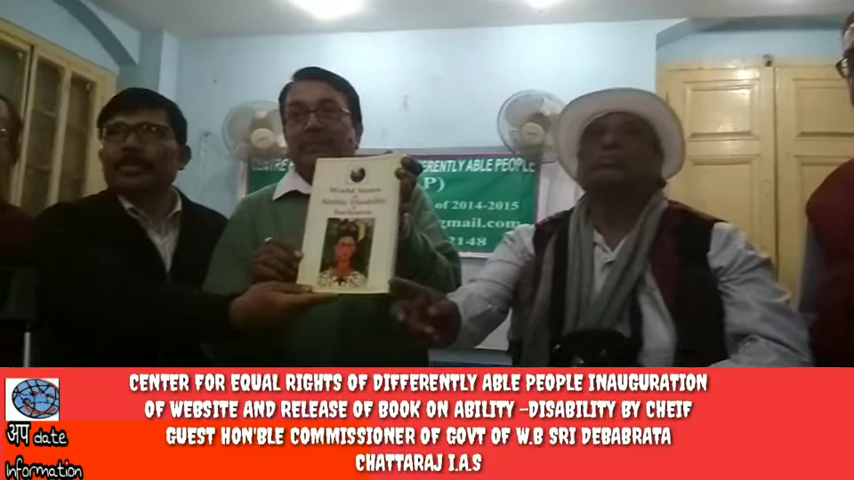 CENTRE
DIFFERENTLY ABLE PEOPLE
P)
of 2014-2015
gmail.com
2148
World Status
of
Ability Disability
&
Inclusion
CENTER FOR EQUAL RIGHTS OF DIFFERENTLY ABLE PEOPLE INAUGURATION
OF WEBSITE AND RELEASE OF BOOK ON ABILITY -DISABILITY BY CHEIF
GUEST HON'BLE COMMISSIONER OF GOVT OF W.B SRI DEBABRATA
CHATTARAJ I.A.S
अप date
Information